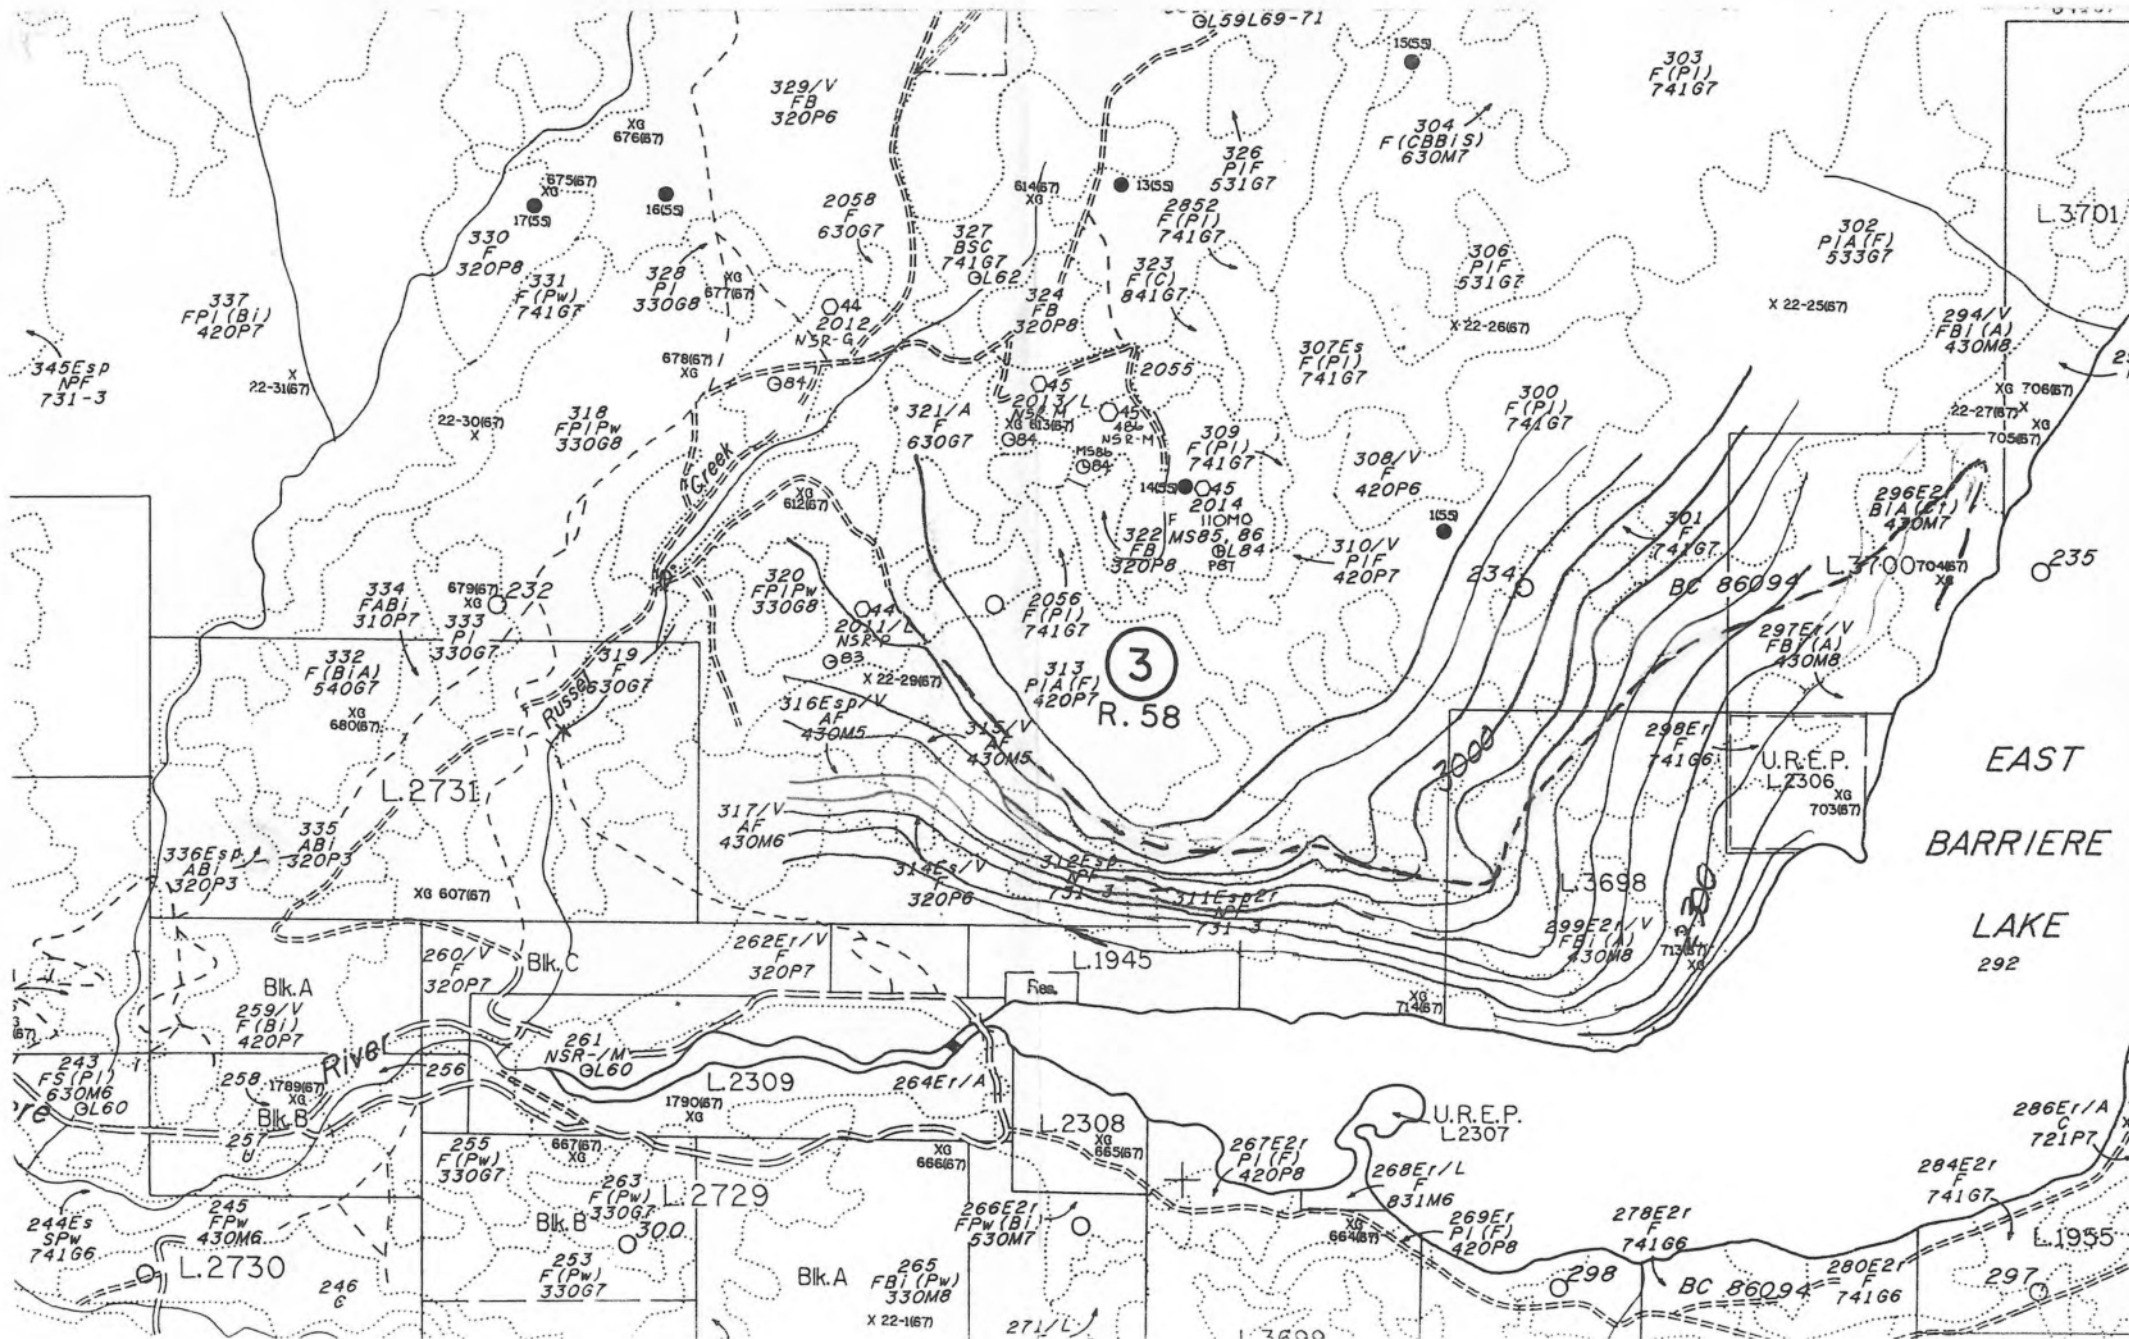 L59L69-71
15(55)
303
F(Pl)
741G7
329/V
FB
320P6
XG
676(67)
304
F(CBBiS)
630M7
326
PlF
531G7
675(67)
XG
17(55)
16(55)
614(67)
XG
13(55)
2058
F
630G7
2852
F(Pl)
741G7
302
PlA(F)
533G7
L.3701
330
F
320P8
327
BSC
741G7
L62
306
PlF
531G7
331
F(Pw)
741G7
328
Pl
330G8
XG
677(67)
323
F(C)
841G7
337
FPl(Bi)
420P7
44
2012
NSR-G
324
FB
320P8
X 22-25(67)
X 22-26(67)
294/V
FBi(A)
430M8
345Esp
NPF
731-3
X
22-31(67)
678(67)
XG
84
307Es
F(Pl)
741G7
2055
45
2013/L
NSR-M
XG 613(67)
84
45
486
NSR-M
MS86
84
300
F(Pl)
741G7
XG 706(67)
22-27(67) X
XG
705(67)
318
FPlPw
330G8
22-30(67)
X
321/A
F
630G7
309
F(Pl)
741G7
308/V
F
420P6
Creek
XG
612(67)
14(55)
45
2014
F 110MO
MS85, 86
L84
1(55)
296E2
430M7
301
F
741G7
322
FB
320P8
310/V
PlF
420P7
334
FABi
310P7
679(67)
XG
232
333
Pl
330G7
320
FPlPw
330G8
44
2011/L
NSR-P
83
2056
F(Pl)
741G7
234
BC 86094
L.3700
704(67)
XG
235
332
F(BiA)
540G7
319
F
630G7
X 22-29(67)
313
PlA(F)
420P7
3
R.58
297Er/V
FBi(A)
430M8
XG
680(67)
Russel
316Esp/V
AF
430M5
315/V
AF
430M5
3000
298Er
F
741G6
U.R.E.P.
L.2306
XG
703(67)
EAST
BARRIERE
LAKE
292
L.2731
317/V
AF
430M6
335
ABi
320P3
336Esp
ABi
320P3
XG 607(67)
314Es/V
F
320P6
312Esp
NPF
731-3
311Esp2r
NPF
731-3
L.3698
2300
299E2r/V
FBi(A)
430M8
713(67)
XG
260/V
F
320P7
Blk.C
262Er/V
F
320P7
L.1945
Res.
XG
714(67)
Blk.A
259/V
F(Bi)
420P7
River
261
NSR-/M
L60
256
243
FS(Pl)
630M6
L60
258
1789(67)
XG
Blk.B
257
U
L.2309
1790(67)
XG
264Er/A
L.2308
XG
665(67)
U.R.E.P.
L.2307
286Er/A
C
721P7
255
F(Pw)
330G7
667(67)
XG
XG
666(67)
267E2r
Pl(F)
420P8
268Er/L
F
831M6
284E2r
F
741G7
244Es
SPw
741G6
245
FPw
430M6
263
F(Pw)
330G7
L.2729
Blk.B
300
266E2r
FPw(Bi)
530M7
XG
664(67)
269Er
Pl(F)
420P8
278E2r
F
741G6
L.1955
L.2730
246
C
253
F(Pw)
330G7
Blk.A
265
FBi(Pw)
330M8
298
BC 86094
280E2r
F
741G6
297
X 22-1(67)
271/L
L.3699